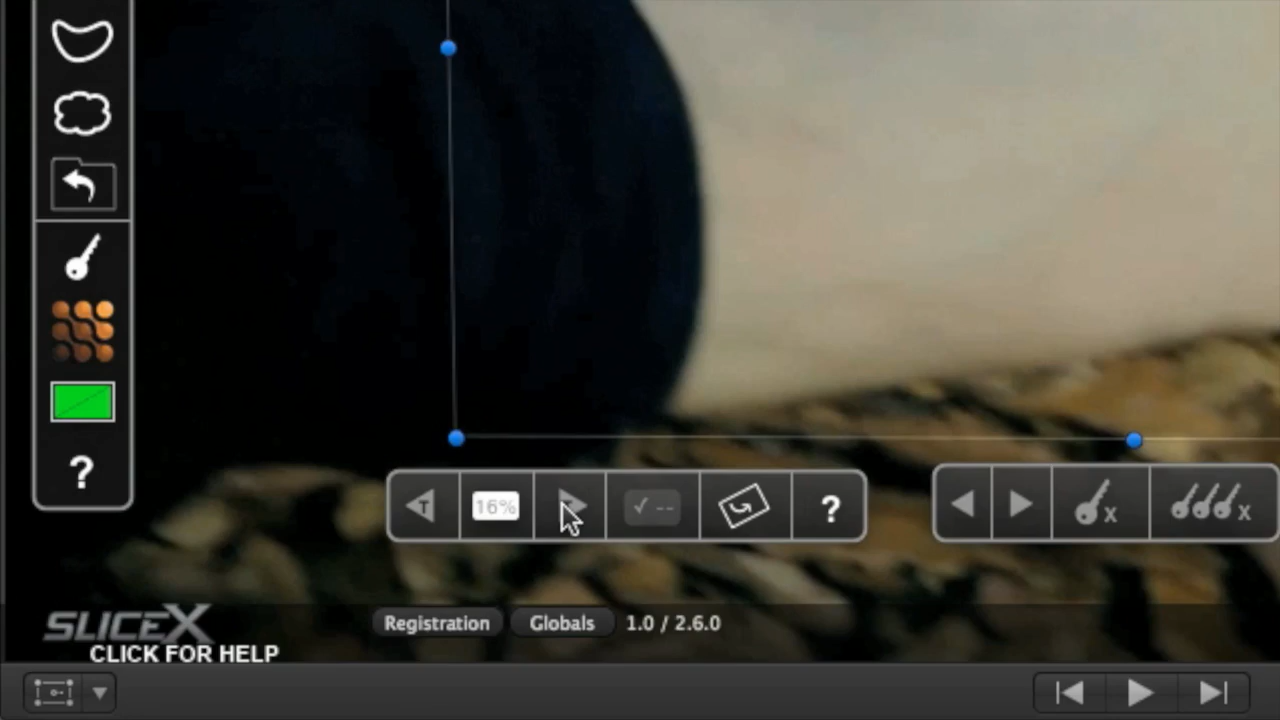 ?
T 16% T ✓ -- ? x x
SLICEX Registration Globals 1.0 / 2.6.0
CLICK FOR HELP